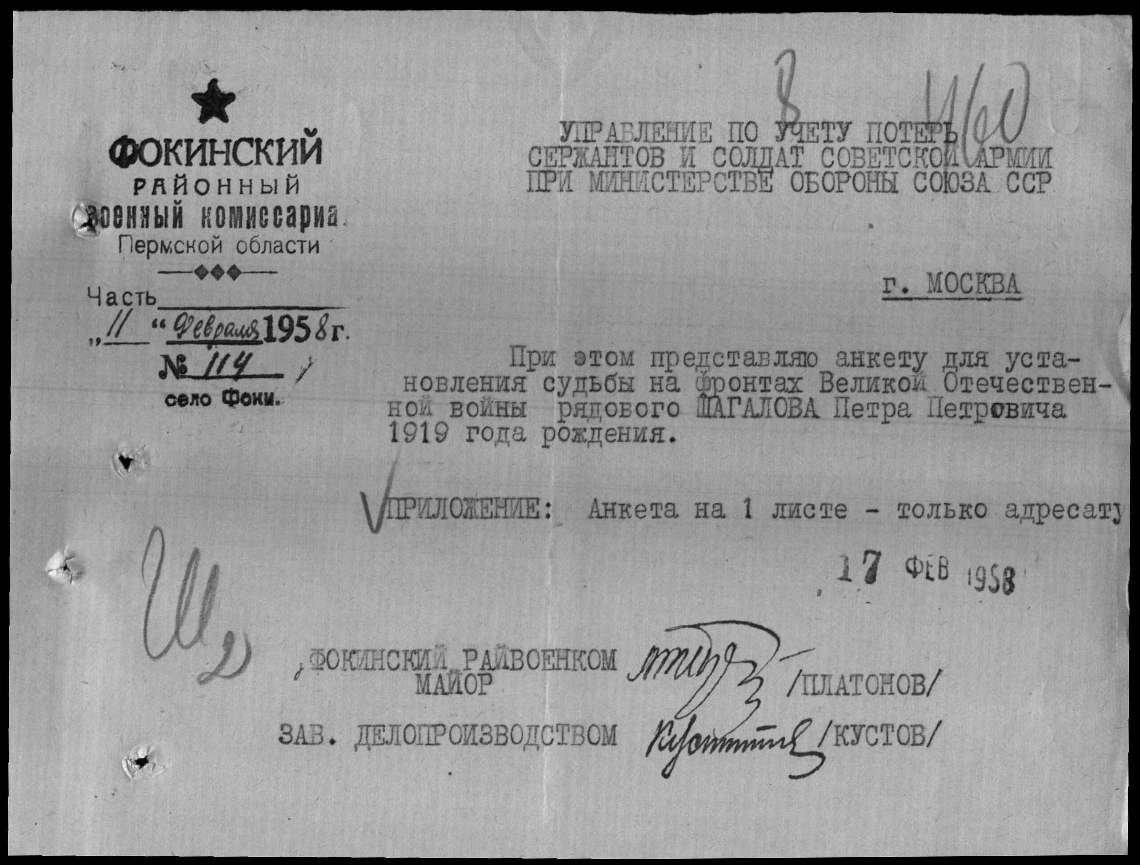 8 460
ФОКИНСКИЙ
РАЙОННЫЙ
военный комиссариа
Пермской области
Часть
„11“ Февраля 1958 г.
№ 114
село Фоки.
УПРАВЛЕНИЕ ПО УЧЕТУ ПОТЕРЬ
СЕРЖАНТОВ И СОЛДАТ СОВЕТСКОЙ АРМИИ
ПРИ МИНИСТЕРСТВЕ ОБОРОНЫ СОЮЗА ССР
г. МОСКВА
При этом представляю анкету для уста-
новления судьбы на фронтах Великой Отечествен-
ной войны рядового ШАГАЛОВА Петра Петровича
1919 года рождения.
ПРИЛОЖЕНИЕ: Анкета на 1 листе - только адресату
17 ФЕВ 1958
Ш
ФОКИНСКИЙ РАЙВОЕНКОМ
МАЙОР /ПЛАТОНОВ/
ЗАВ. ДЕЛОПРОИЗВОДСТВОМ /КУСТОВ/